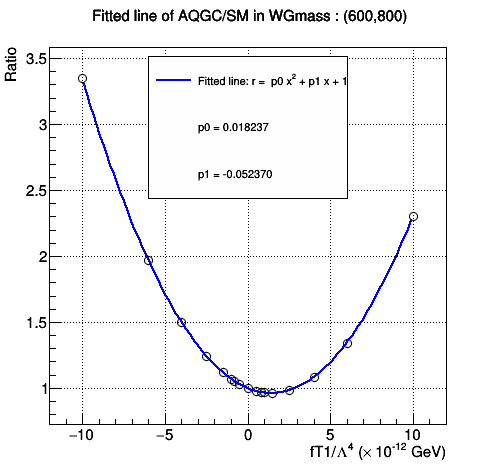 Fitted line of AQGC/SM in WGmass : (600,800)
Ratio
3.5
3
2.5
2
1.5
1
Fitted line: r = p0 x² + p1 x + 1
p0 = 0.018237
p1 = -0.052370
−10 −5 0 5 10
fT1/Λ⁴ (× 10⁻¹² GeV)